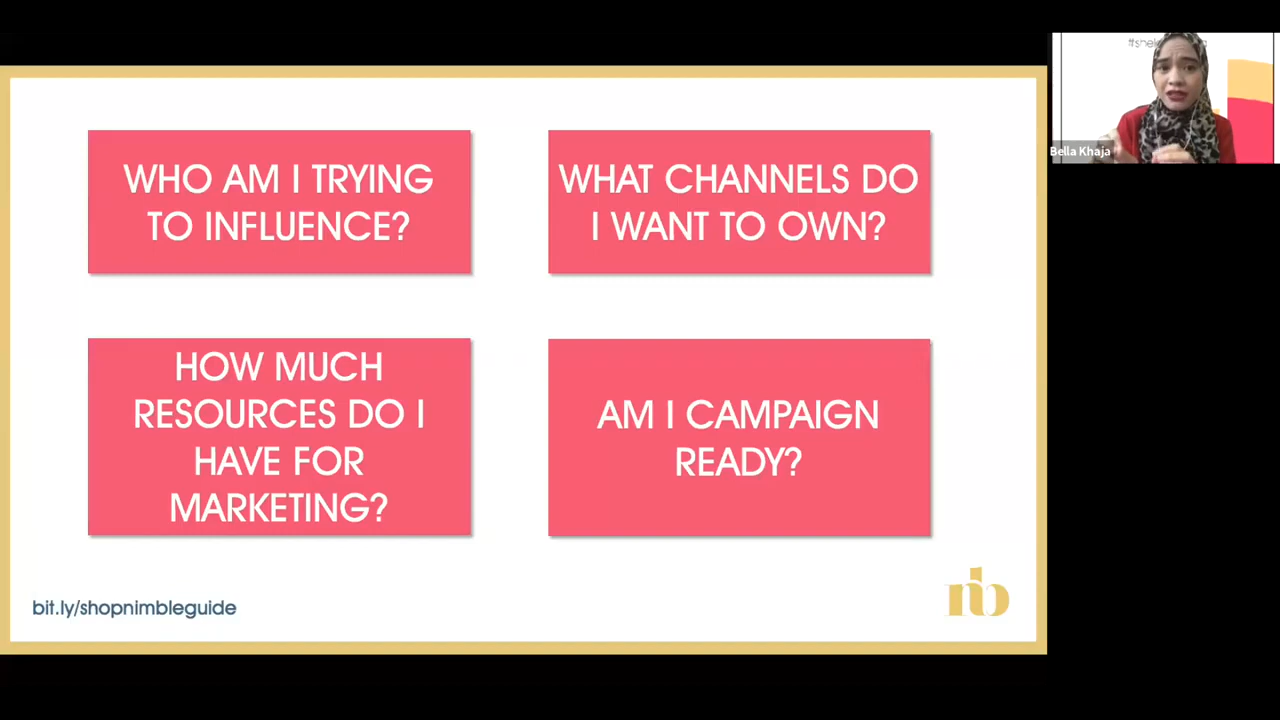 WHO AM I TRYING
TO INFLUENCE?
WHAT CHANNELS DO
I WANT TO OWN?
HOW MUCH
RESOURCES DO I
HAVE FOR
MARKETING?
AM I CAMPAIGN
READY?
bit.ly/shopnimbleguide
nb
Bella Khaja